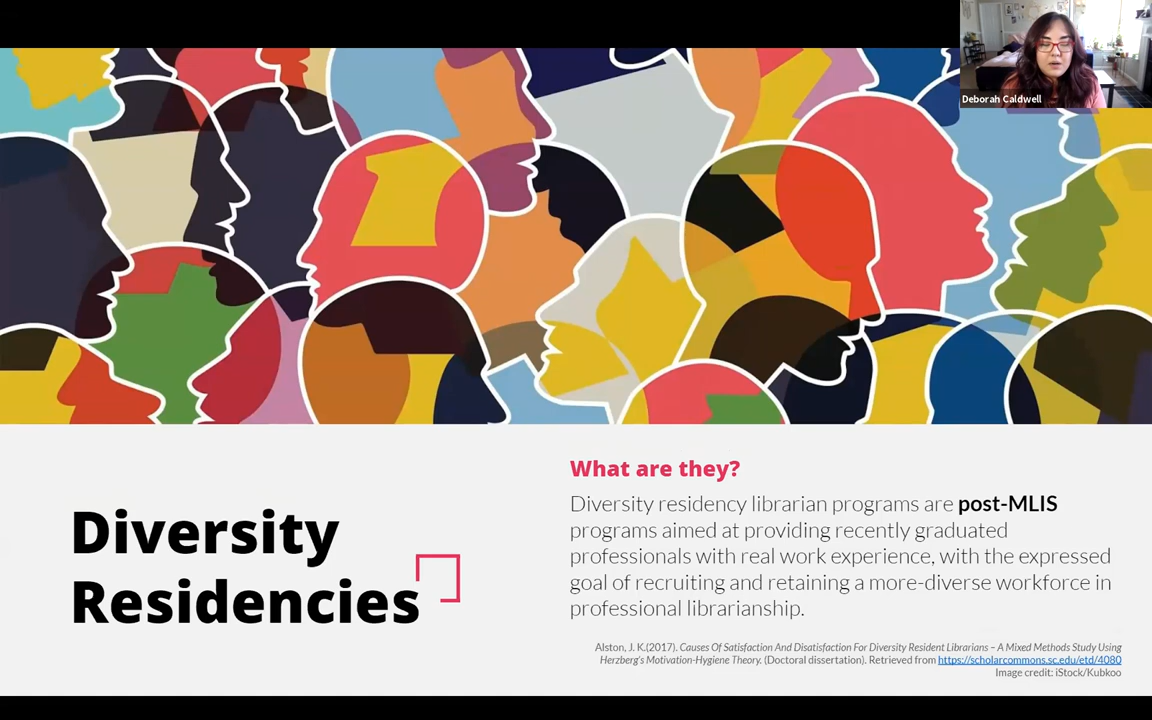 Deborah Caldwell
Diversity
Residencies
What are they?
Diversity residency librarian programs are post-MLIS
programs aimed at providing recently graduated
professionals with real work experience, with the expressed
goal of recruiting and retaining a more-diverse workforce in
professional librarianship.
Alston, J. K.(2017). Causes Of Satisfaction And Disatisfaction For Diversity Resident Librarians – A Mixed Methods Study Using
Herzberg's Motivation-Hygiene Theory. (Doctoral dissertation). Retrieved from https://scholarcommons.sc.edu/etd/4080
Image credit: iStock/Kubkoo